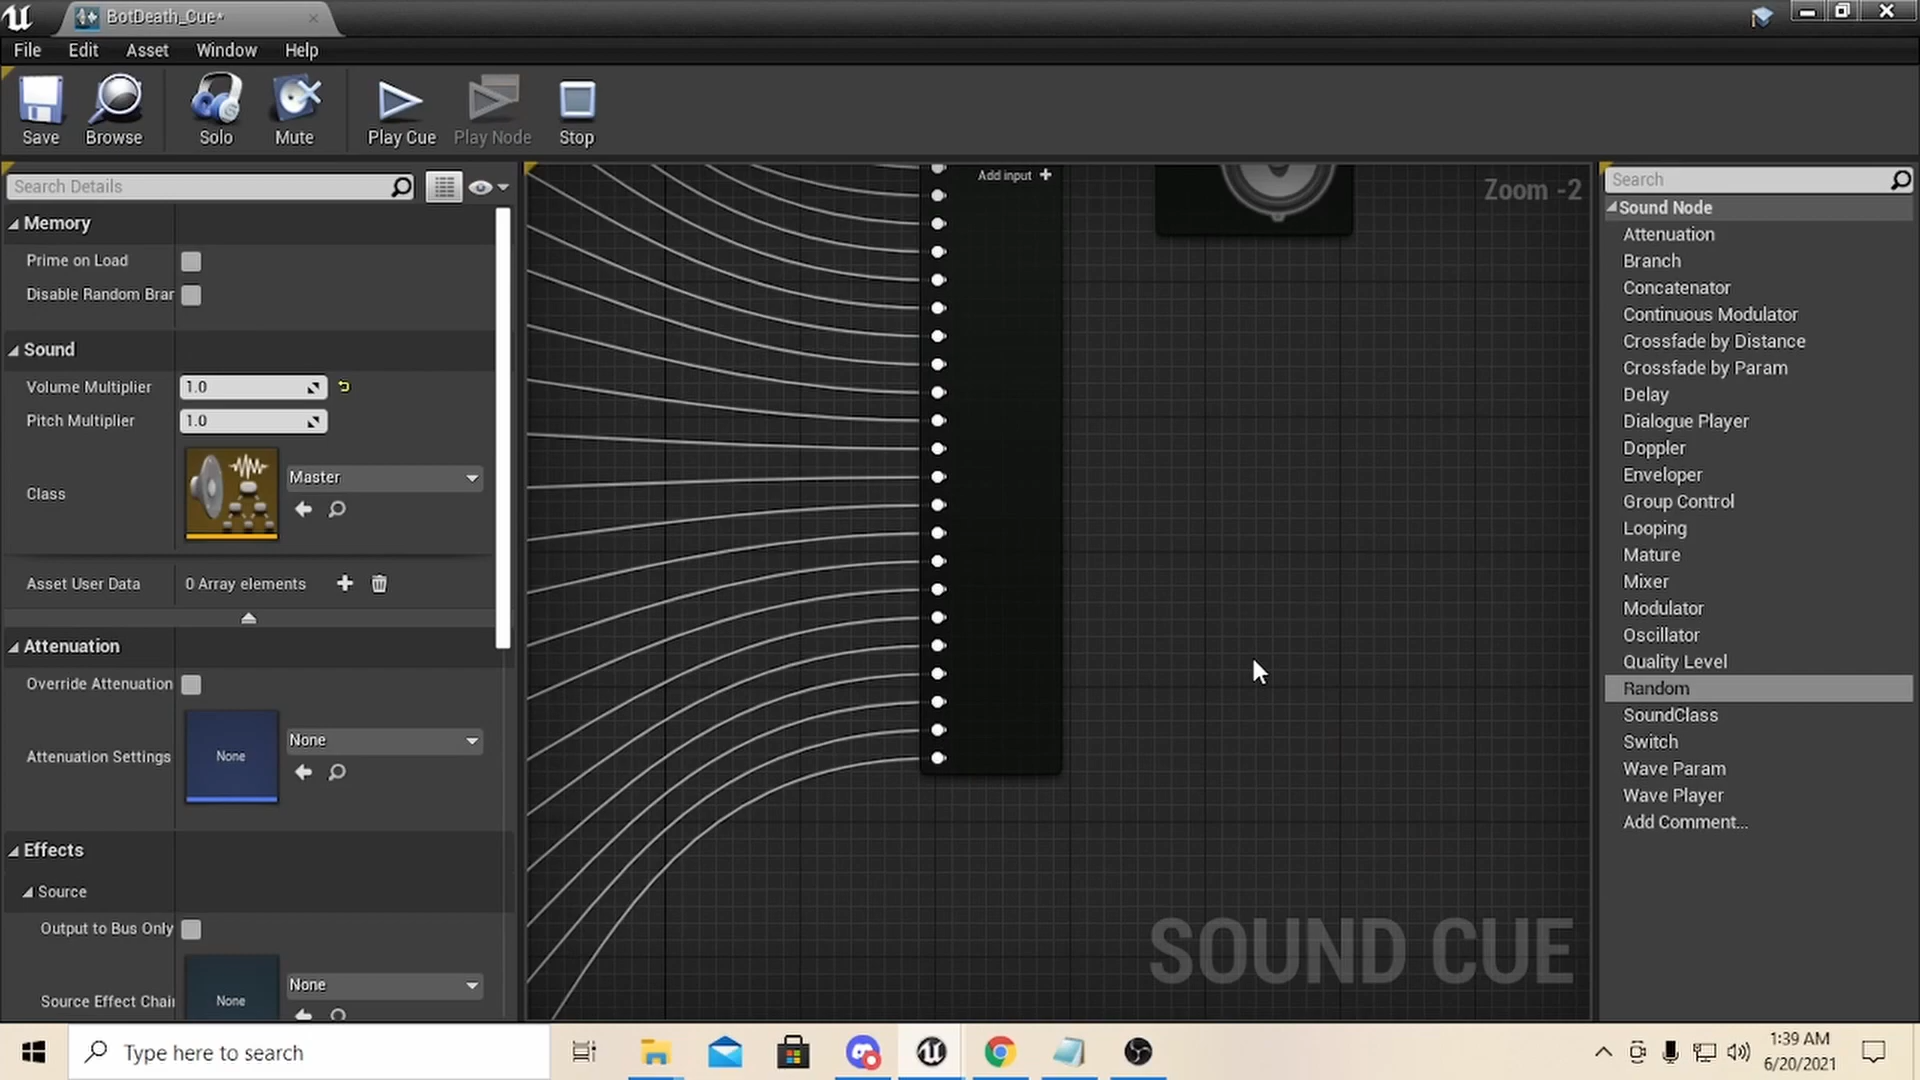 BotDeath_Cue*
File Edit Asset Window Help
Save Browse Solo Mute Play Cue Play Node Stop
Search Details
Memory
Prime on Load
Disable Random Brar
Sound
Volume Multiplier 1.0
Pitch Multiplier 1.0
Class Master
Asset User Data 0 Array elements
Attenuation
Override Attenuation
Attenuation Settings None None
Effects
Source
Output to Bus Only
Source Effect Chair None None
Add input
Zoom -2
SOUND CUE
Search
Sound Node
Attenuation
Branch
Concatenator
Continuous Modulator
Crossfade by Distance
Crossfade by Param
Delay
Dialogue Player
Doppler
Enveloper
Group Control
Looping
Mature
Mixer
Modulator
Oscillator
Quality Level
Random
SoundClass
Switch
Wave Param
Wave Player
Add Comment...
Type here to search
1:39 AM
6/20/2021